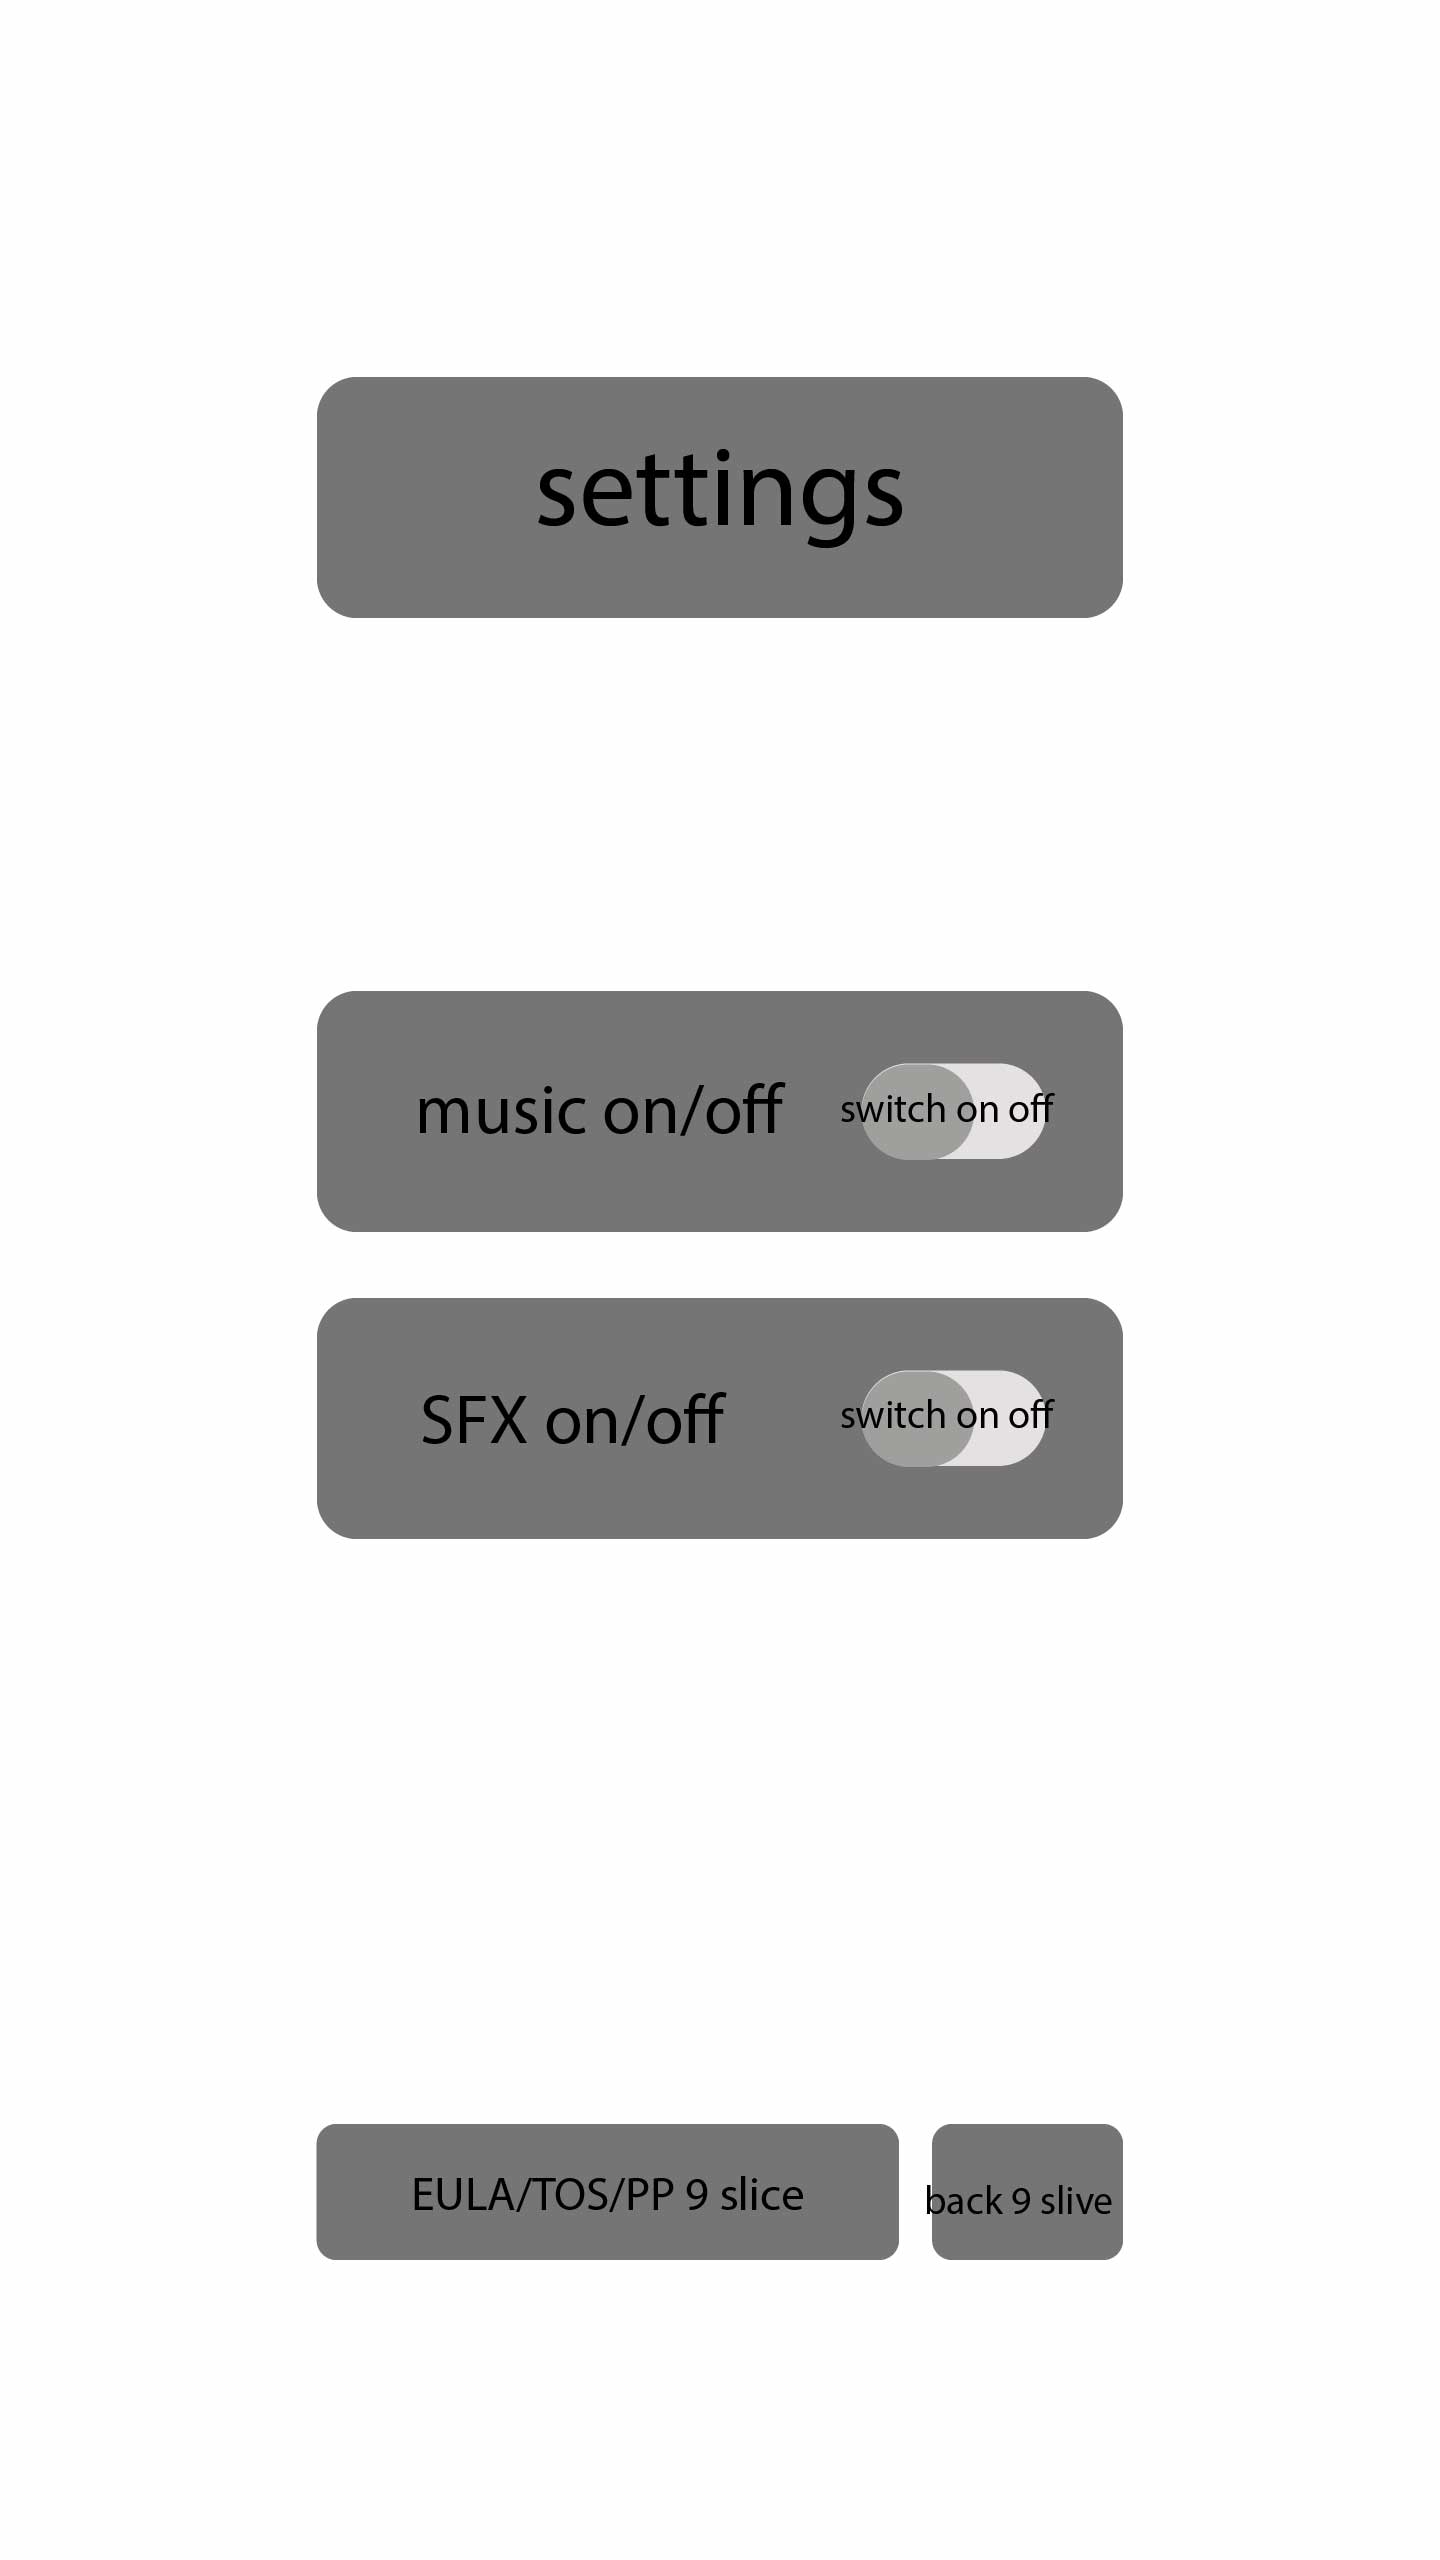 settings
music on/off
switch on off
SFX on/off
switch on off
EULA/TOS/PP 9 slice
back 9 slive